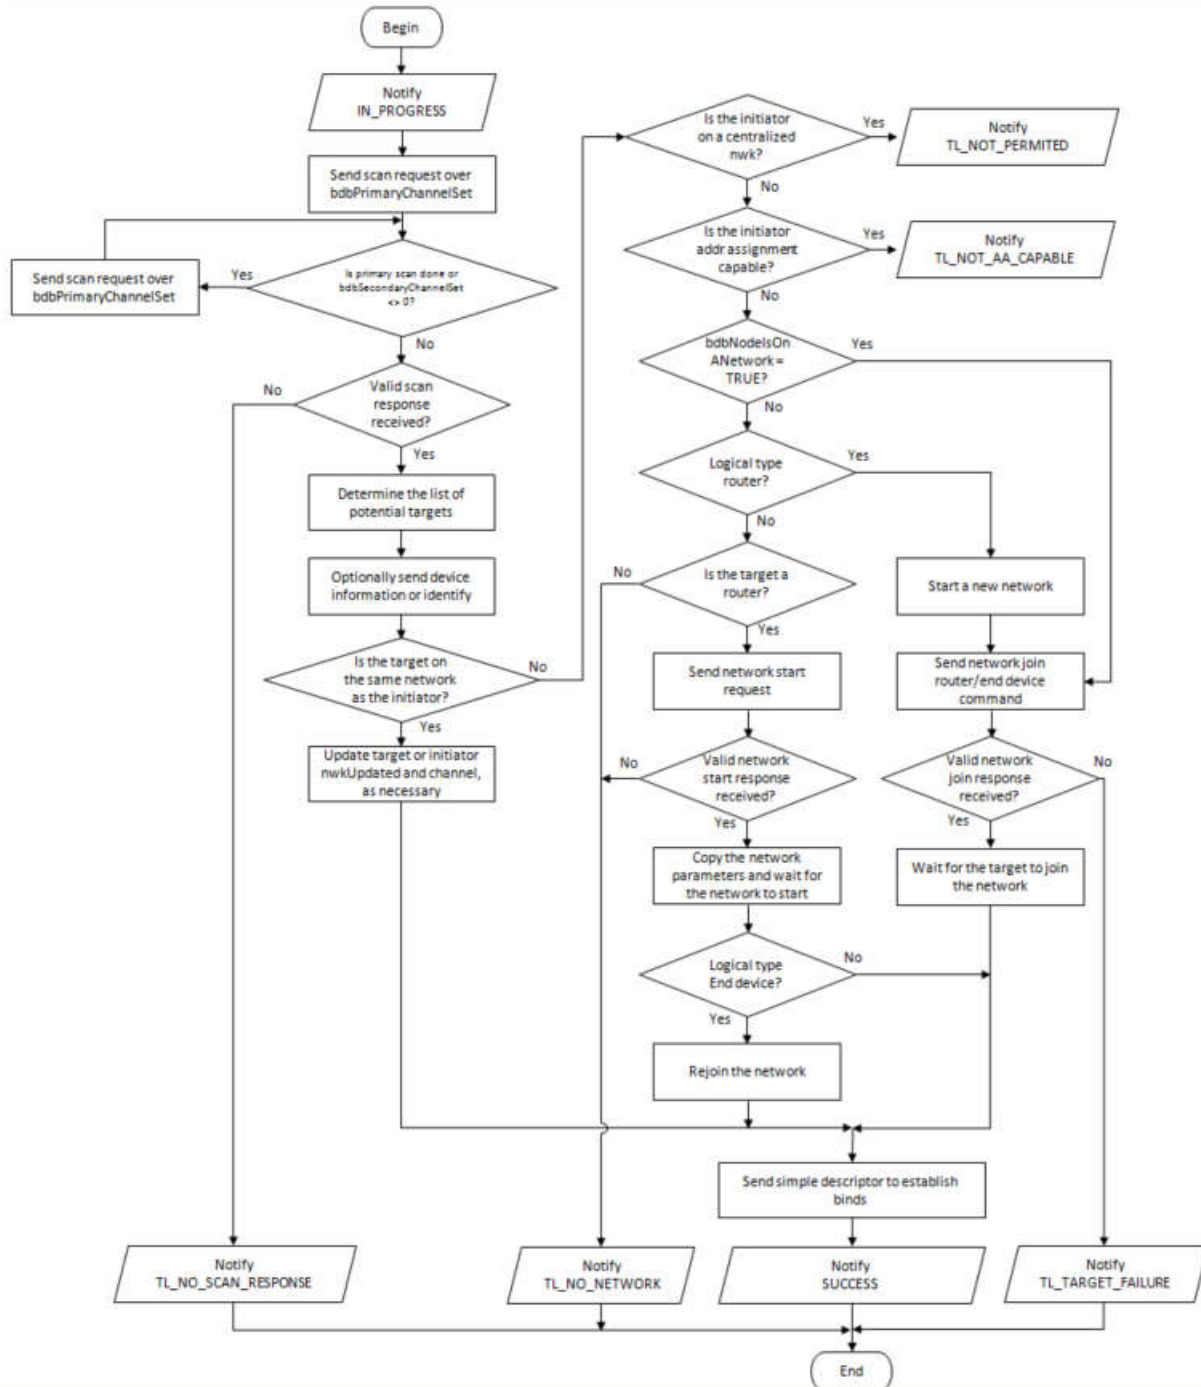 Begin
Notify
IN_PROGRESS
Send scan request over
bdbPrimaryChannelSet
Send scan request over
bdbPrimaryChannelSet
Yes
Is primary scan done or
bdbSecondaryChannelSet
<> 0?
No
No
Valid scan
response
received?
Yes
Determine the list of
potential targets
Optionally send device
information or identify
Is the target on
the same network
as the initiator?
No
Yes
Update target or initiator
nwkUpdated and channel,
as necessary
Is the initiator
on a centralized
nwk?
Yes
Notify
TL_NOT_PERMITED
No
Is the initiator
addr assignment
capable?
Yes
Notify
TL_NOT_AA_CAPABLE
No
bdbNodeIsOn
ANetwork =
TRUE?
Yes
No
Logical type
router?
Yes
No
No
Is the target a
router?
Start a new network
Yes
Send network start
request
Send network join
router/end device
command
No
Valid network
start response
received?
Valid network
join response
received?
No
Yes
Yes
Copy the network
parameters and wait for
the network to start
Wait for the target to join
the network
Logical type
End device?
No
Yes
Rejoin the network
Send simple descriptor to establish
binds
Notify
TL_NO_SCAN_RESPONSE
Notify
TL_NO_NETWORK
Notify
SUCCESS
Notify
TL_TARGET_FAILURE
End